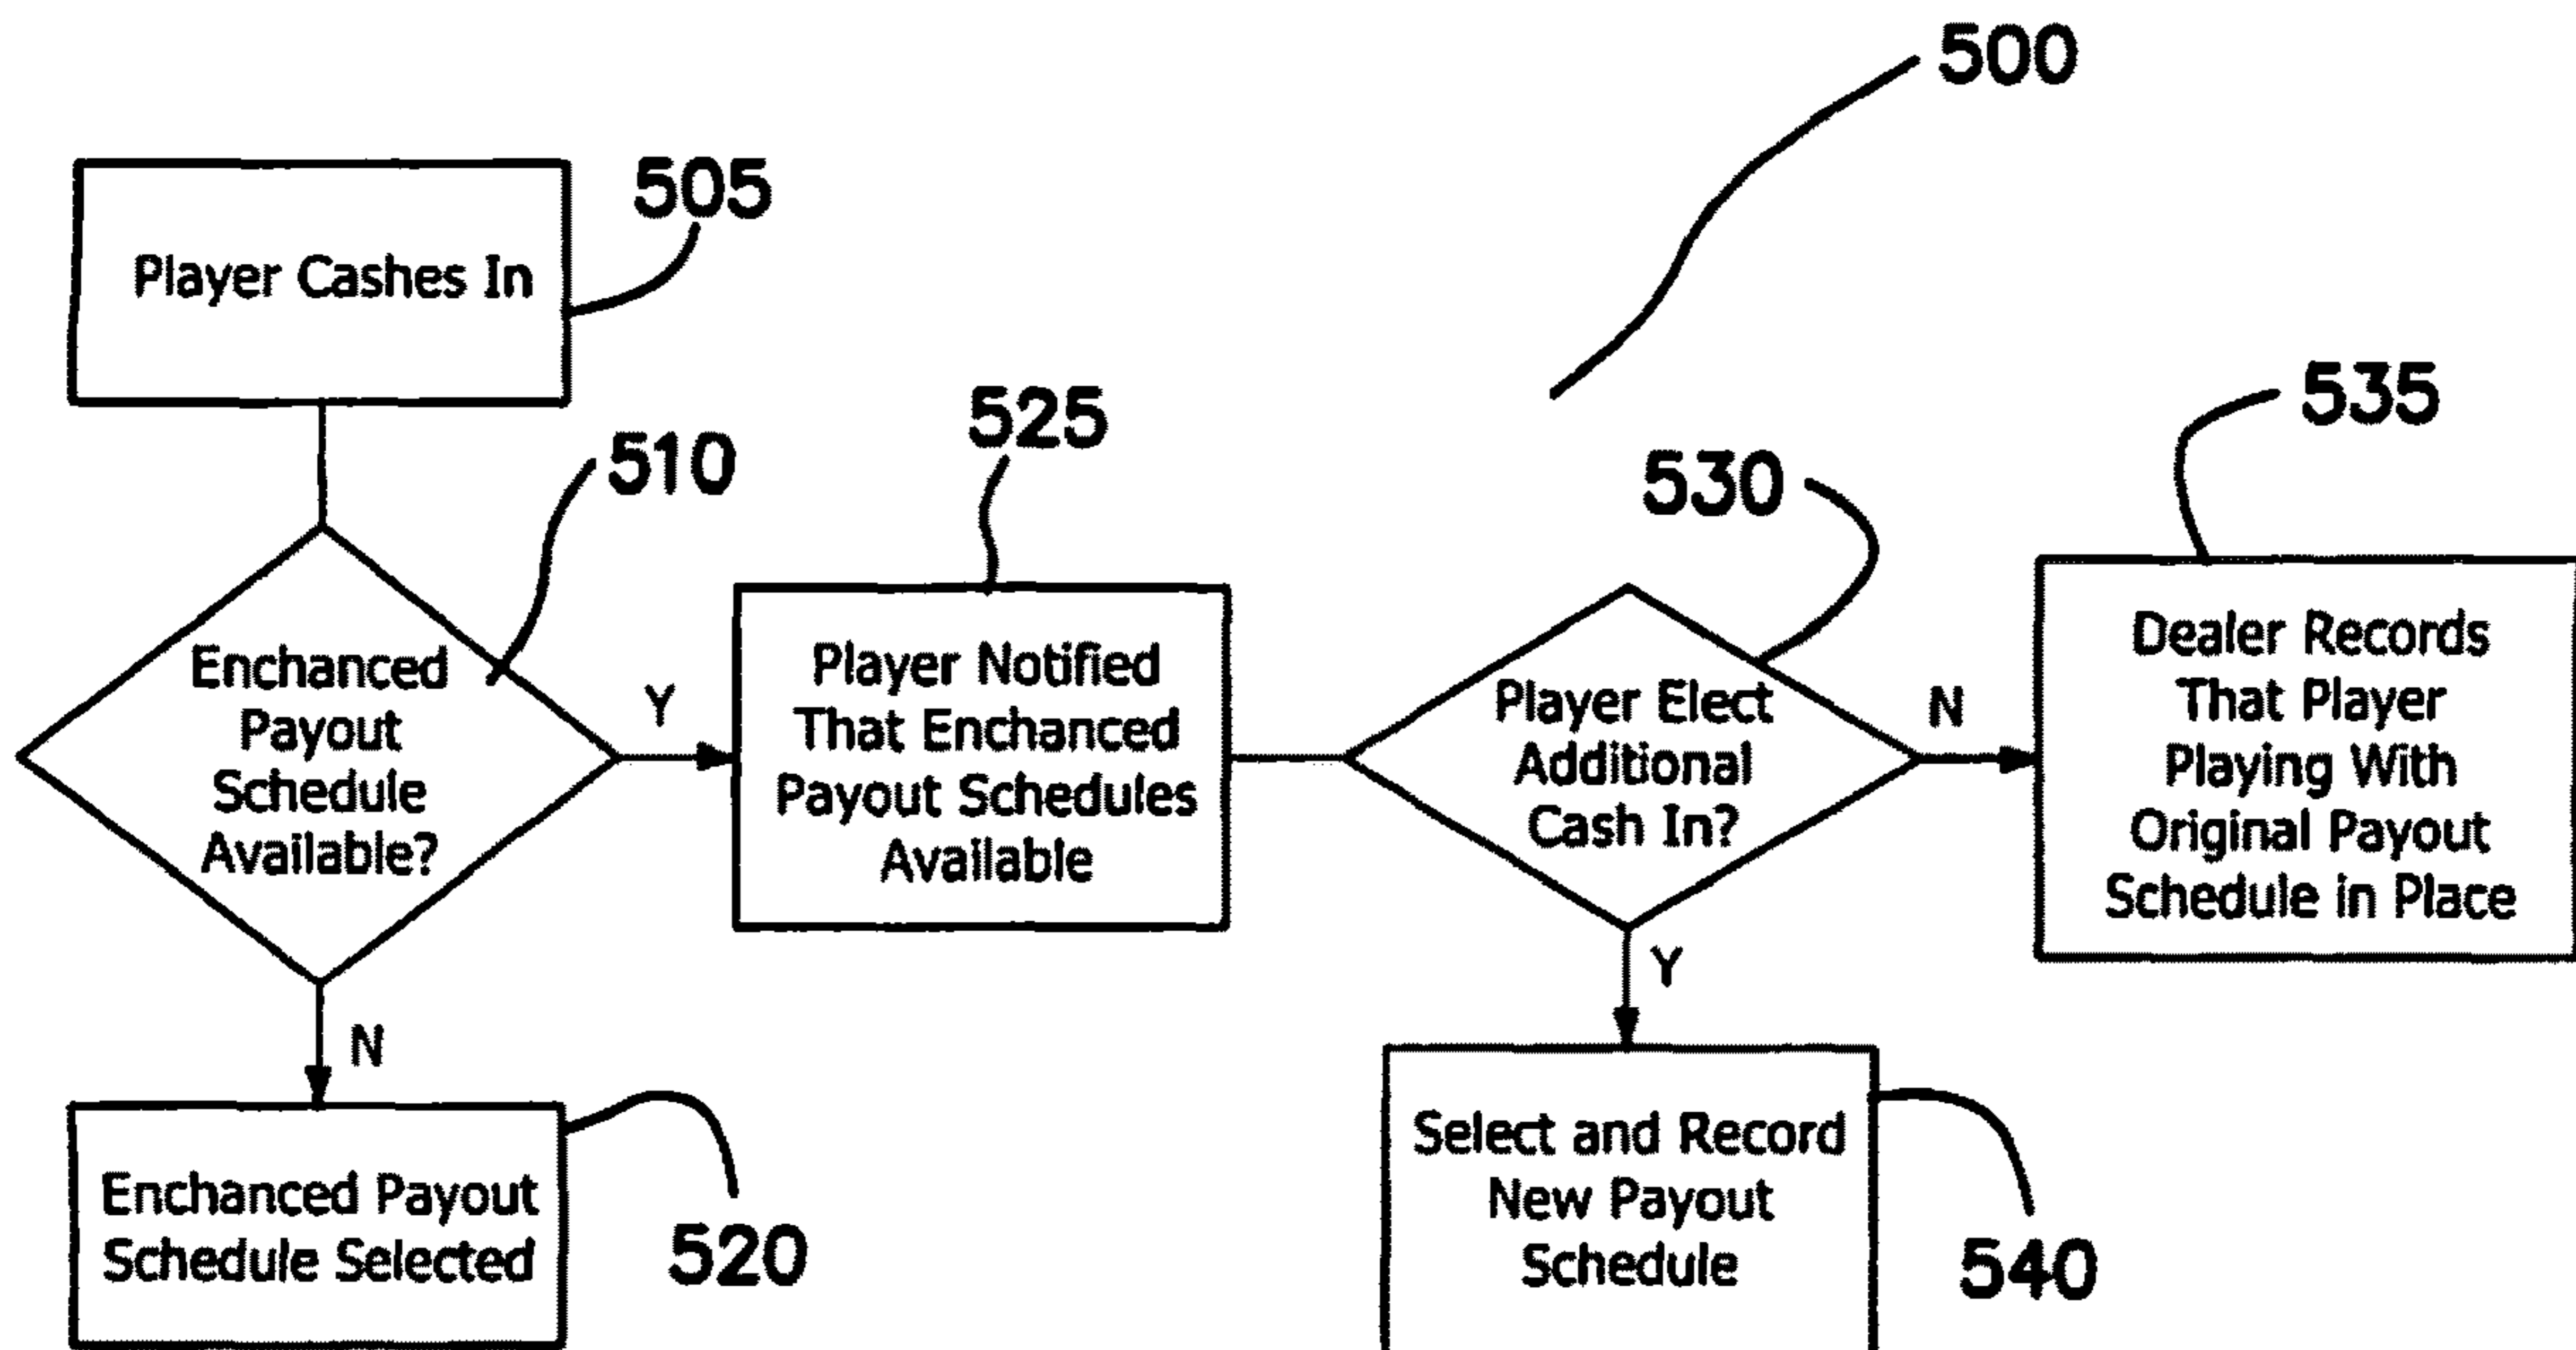 500
505
Player Cashes In
510
Enchanced
Payout
Schedule
Available?
Y
N
525
Player Notified
That Enchanced
Payout Schedules
Available
530
Player Elect
Additional
Cash In?
N
Y
535
Dealer Records
That Player
Playing With
Original Payout
Schedule in Place
Enchanced Payout
Schedule Selected
520
Select and Record
New Payout
Schedule
540